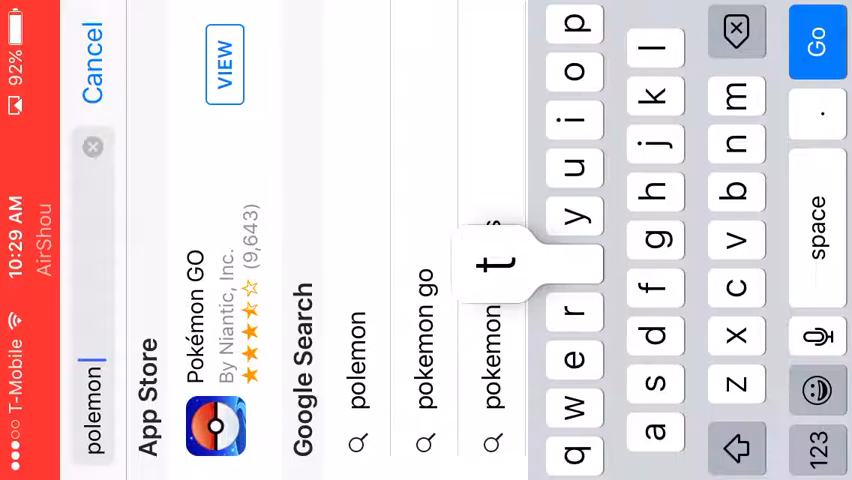 T-Mobile 10:29 AM 92%
AirShou
polemon Cancel
App Store
Pokémon GO
By Niantic, Inc.
(9,643)
VIEW
Google Search
polemon
pokemon go
pokemon
t
q w e r y u i o p
a s d f g h j k l
z x c v b n m
123 space . Go